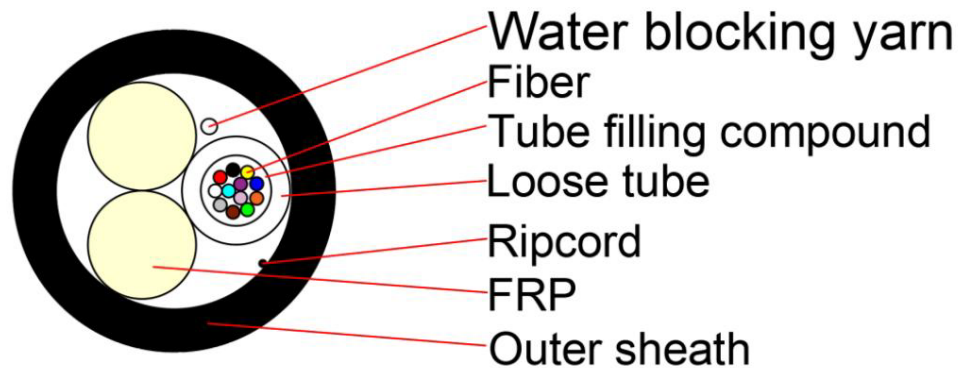 Water blocking yarn
Fiber
Tube filling compound
Loose tube
Ripcord
FRP
Outer sheath